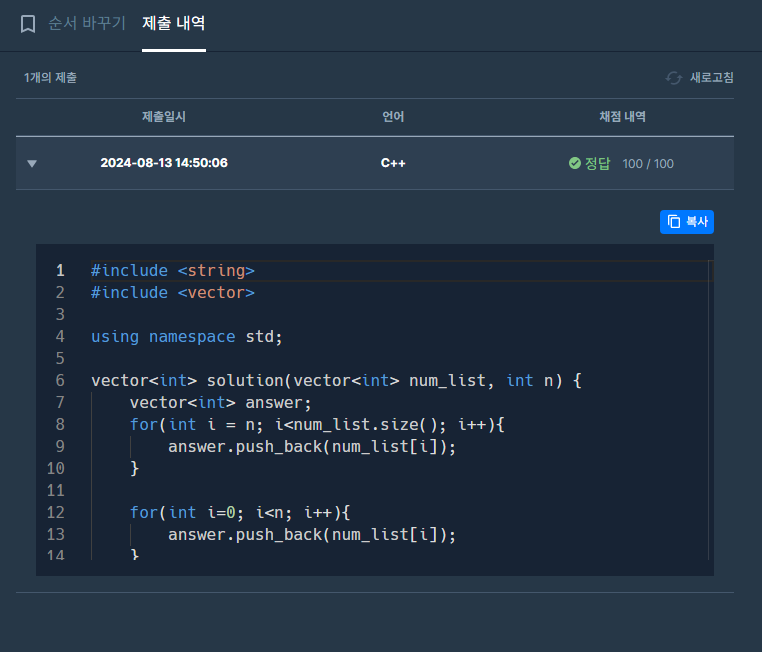 순서 바꾸기 제출 내역
1개의 제출 새로고침
제출일시 언어 채점 내역
2024-08-13 14:50:06 C++ 정답 100 / 100
복사
1 #include <string>
2 #include <vector>
3
4 using namespace std;
5
6 vector<int> solution(vector<int> num_list, int n) {
7     vector<int> answer;
8     for(int i = n; i<num_list.size(); i++){
9         answer.push_back(num_list[i]);
10     }
11
12     for(int i=0; i<n; i++){
13         answer.push_back(num_list[i]);
14     }